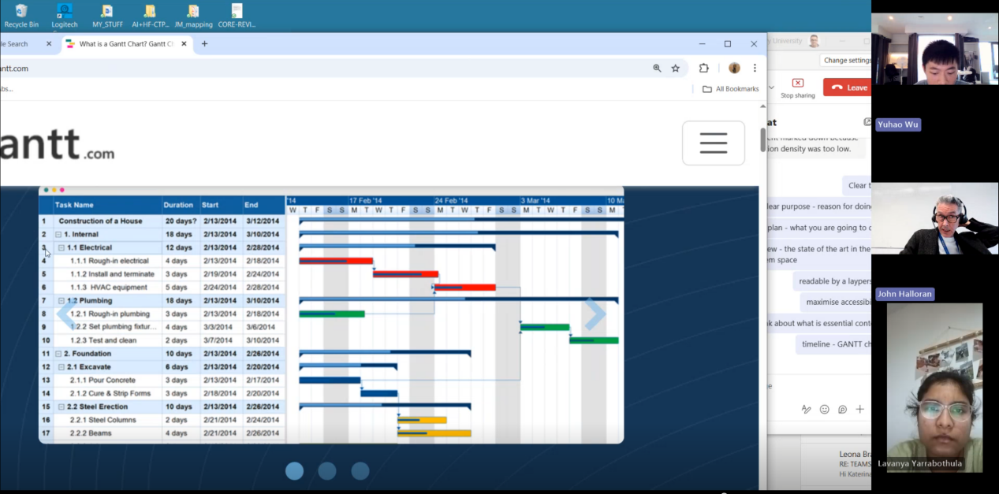 Recycle Bin
Logitech
MY_STUFF
AI+HF-CTP...
JM_mapping
CORE-REVI...
le Search
What is a Gantt Chart? Gantt C
antt.com
bs...
All Bookmarks
antt.com
Task Name Duration Start End '14 17 Feb '14 24 Feb '14 3 Mar '14 10 Ma
W T F S S M T W T F S S M T W T F S S M T W T F S S M
1 Construction of a House 20 days? 2/13/2014 3/12/2014
2 1. Internal 18 days 2/13/2014 3/10/2014
3 1.1 Electrical 12 days 2/13/2014 2/28/2014
4 1.1.1 Rough-in electrical 4 days 2/13/2014 2/18/2014
5 1.1.2 Install and terminate 3 days 2/19/2014 2/24/2014
6 1.1.3 HVAC equipment 5 days 2/24/2014 2/28/2014
7 1.2 Plumbing 18 days 2/13/2014 3/10/2014
8 1.2.1 Rough-in plumbing 3 days 2/13/2014 2/18/2014
9 1.2.2 Set plumbing fixtur... 4 days 3/3/2014 3/6/2014
10 1.2.3 Test and clean 2 days 3/7/2014 3/10/2014
11 2. Foundation 10 days 2/13/2014 2/26/2014
12 2.1 Excavate 6 days 2/13/2014 2/20/2014
13 2.1.1 Pour Concrete 3 days 2/13/2014 2/17/2014
14 2.1.2 Cure & Strip Forms 3 days 2/18/2014 2/20/2014
15 2.2 Steel Erection 10 days 2/13/2014 2/26/2014
16 2.2.1 Steel Columns 2 days 2/21/2014 2/24/2014
17 2.2.2 Beams 4 days 2/21/2014 2/26/2014
University
Change settings
Stop sharing
Leave
at
ion density was too low.
Clear t
lear purpose - reason for doin
plan - what you are going to
ew - the state of the art in the
m space
readable by a laypers
maximise accessibi
k about what is essential cont
timeline - GANTT ch
Leona Bra
RE: TEAMS
Hi Katerina
Yuhao Wu
John Halloran
Lavanya Yarrabothula